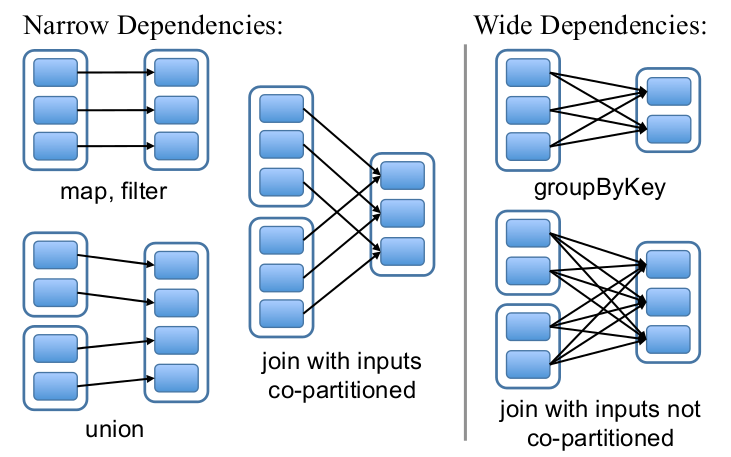 Narrow Dependencies:
map, filter
union
join with inputs
co-partitioned
Wide Dependencies:
groupByKey
join with inputs not
co-partitioned